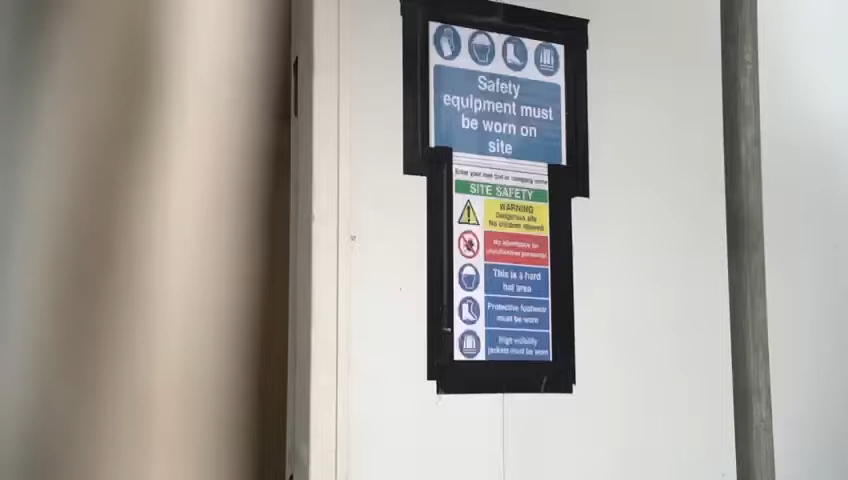 Safety
equipment must
be worn on
site
Enter your own text or company name
SITE SAFETY
WARNING
Dangerous site
No children allowed
No admittance for
unauthorised personnel
This is a hard
hat area
Protective footwear
must be worn
High visibility
jackets must be worn